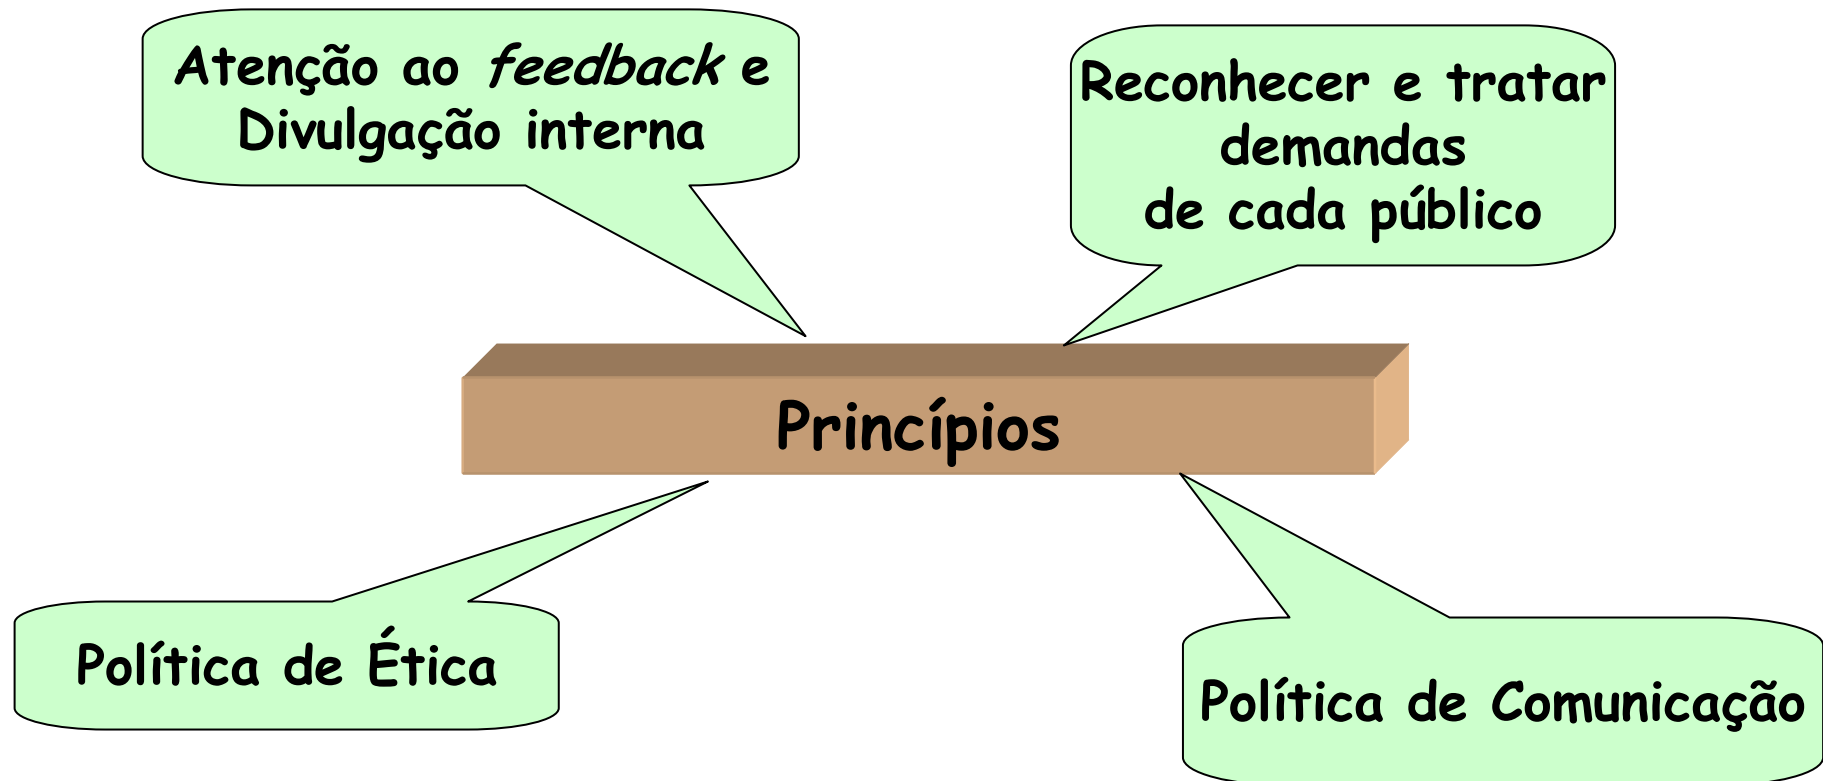 Atenção ao feedback e
Divulgação interna
Reconhecer e tratar
demandas
de cada público
Princípios
Política de Ética
Política de Comunicação